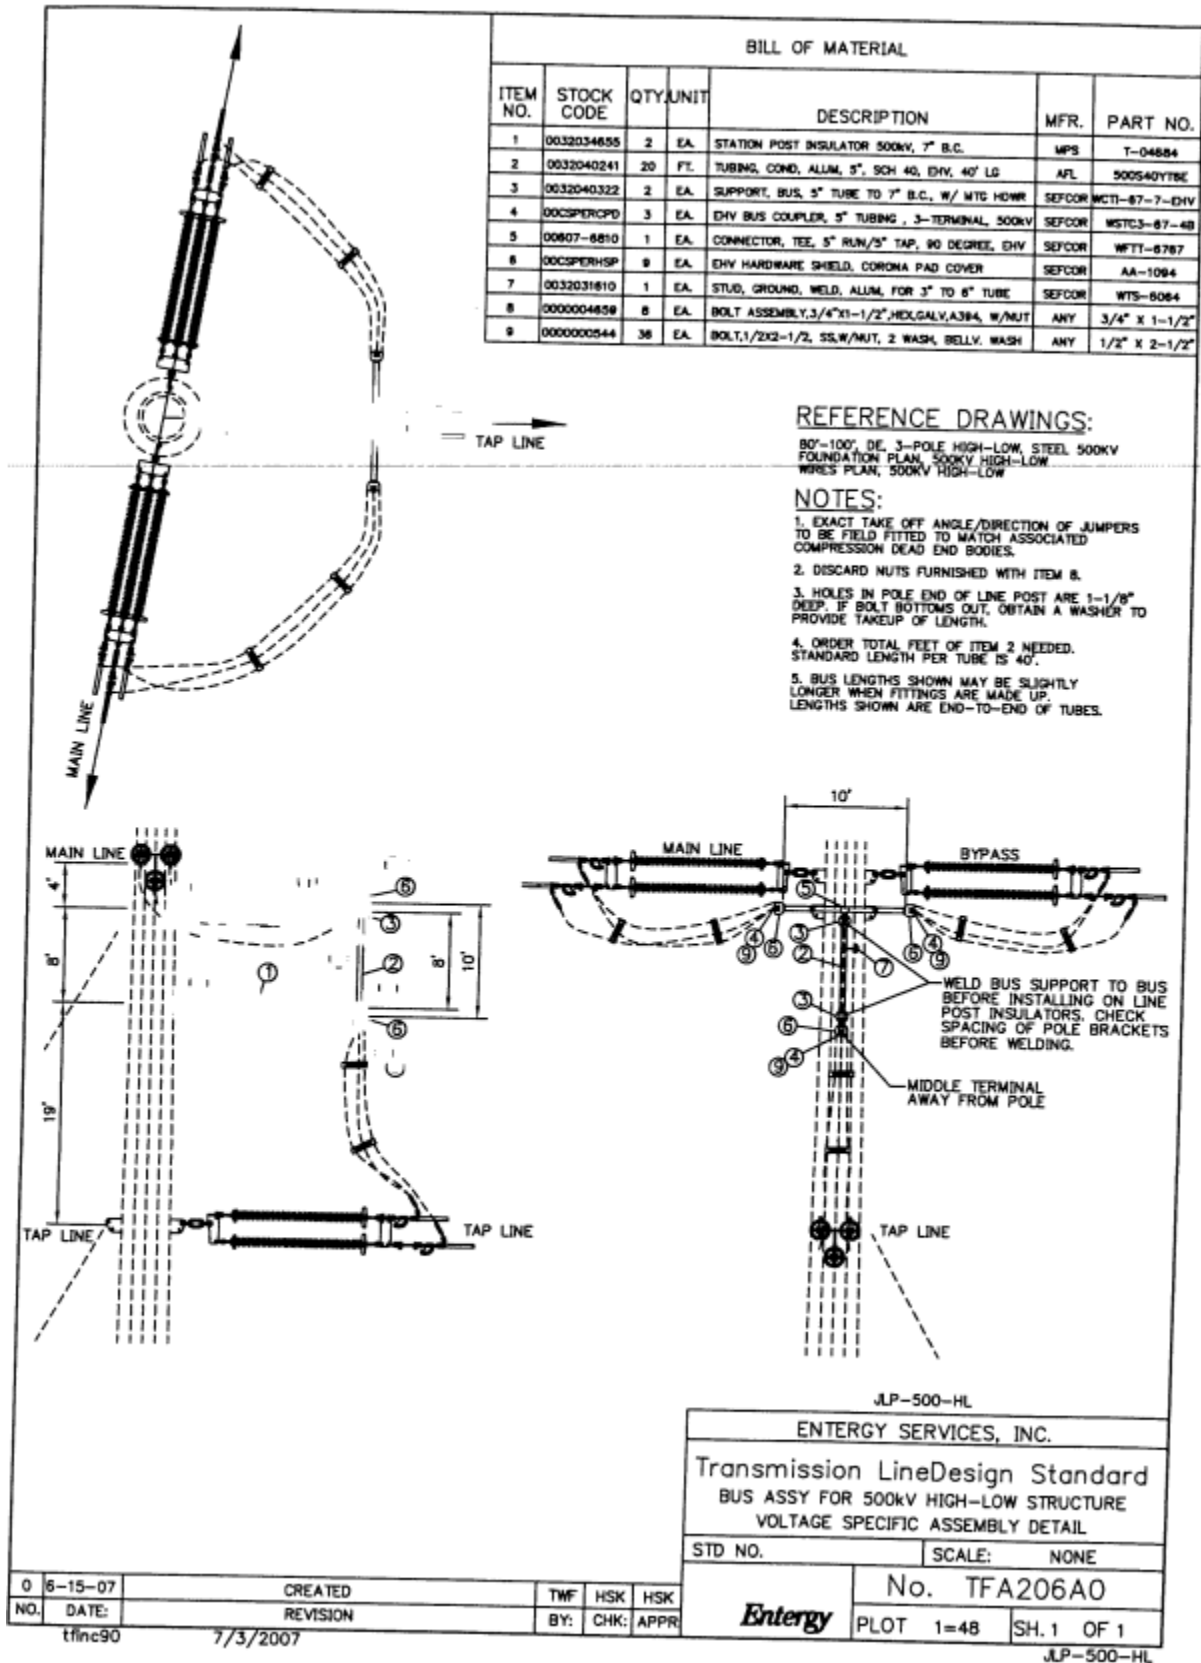 BILL OF MATERIAL
ITEM NO. STOCK CODE QTY. UNIT DESCRIPTION MFR. PART NO.
1 0032034655 2 EA. STATION POST INSULATOR 500kV, 7" B.C. MPS T-04684
2 0032040241 20 FT. TUBING, COND, ALUM, 5", SCH 40, EHV, 40' LG AFL
3 0032040322 2 EA. SUPPORT, BUS, 5" TUBE TO 7" B.C., W/ MTG HDWR SEFCOR WCTI-67-7-EHV
4 00CSPERCPD 3 EA. EHV BUS COUPLER, 5" TUBING , 3-TERMINAL, 500kV SEFCOR WSTC3-67-4B
5 00607-6810 1 EA. CONNECTOR, TEE, 5" RUN/5" TAP, 90 DEGREE, EHV SEFCOR WFTT-6767
6 00CSPERHSP 9 EA. EHV HARDWARE SHIELD, CORONA PAD COVER SEFCOR AA-1094
7 0032031610 1 EA. STUD, GROUND, WELD, ALUM, FOR 3" TO 6" TUBE SEFCOR WTS-6064
8 0000004659 8 EA. BOLT ASSEMBLY,3/4"X1-1/2",HEX,GALV,A394, W/NUT ANY 3/4" X 1-1/2"
9 0000000544 36 EA. BOLT,1/2X2-1/2, SS,W/NUT, 2 WASH, BELLV. WASH ANY 1/2" X 2-1/2"
TAP LINE
MAIN LINE
REFERENCE DRAWINGS:
80'-100', DE, 3-POLE HIGH-LOW, STEEL 500KV
FOUNDATION PLAN, 500KV HIGH-LOW
WIRES PLAN, 500KV HIGH-LOW
NOTES:
1. EXACT TAKE OFF ANGLE/DIRECTION OF JUMPERS
TO BE FIELD FITTED TO MATCH ASSOCIATED
COMPRESSION DEAD END BODIES.
2. DISCARD NUTS FURNISHED WITH ITEM 8.
3. HOLES IN POLE END OF LINE POST ARE 1-1/8"
DEEP. IF BOLT BOTTOMS OUT, OBTAIN A WASHER TO
PROVIDE TAKEUP OF LENGTH.
4. ORDER TOTAL FEET OF ITEM 2 NEEDED.
STANDARD LENGTH PER TUBE IS 40'.
5. BUS LENGTHS SHOWN MAY BE SLIGHTLY
LONGER WHEN FITTINGS ARE MADE UP.
LENGTHS SHOWN ARE END-TO-END OF TUBES.
MAIN LINE
4'
8'
19'
1
6
3
2
6
8'
10'
TAP LINE
TAP LINE
10'
MAIN LINE
BYPASS
5
4
9
6
3
2
7
6
4
9
3
6
4
9
WELD BUS SUPPORT TO BUS
BEFORE INSTALLING ON LINE
POST INSULATORS. CHECK
SPACING OF POLE BRACKETS
BEFORE WELDING.
MIDDLE TERMINAL
AWAY FROM POLE
TAP LINE
JLP-500-HL
ENTERGY SERVICES, INC.
Transmission LineDesign Standard
BUS ASSY FOR 500kV HIGH-LOW STRUCTURE
VOLTAGE SPECIFIC ASSEMBLY DETAIL
STD NO. SCALE: NONE
Entergy
No. TFA206A0
PLOT 1=48 SH. 1 OF 1
0 6-15-07 CREATED TWF HSK HSK
NO. DATE: REVISION BY: CHK: APPR
tflnc90 7/3/2007
JLP-500-HL